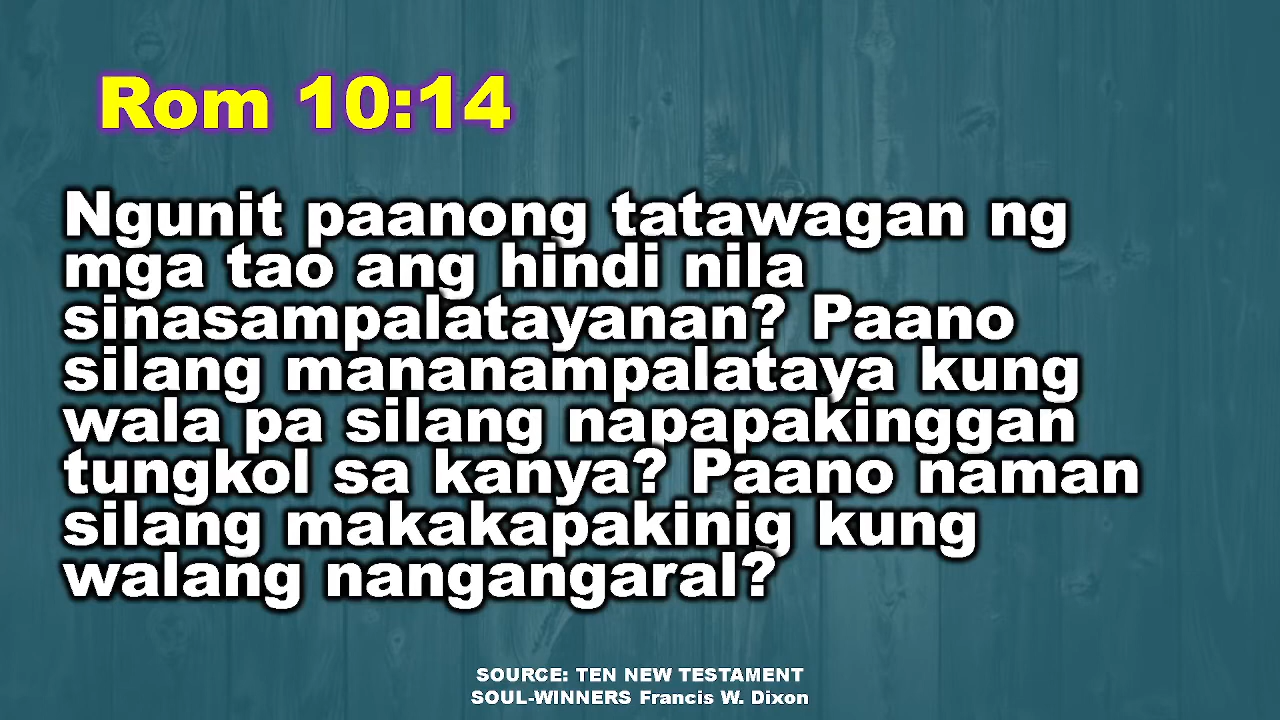 Rom 10:14
Ngunit paanong tatawagan ng
mga tao ang hindi nila
sinasampalatayanan? Paano
silang mananampalataya kung
wala pa silang napapakinggan
tungkol sa kanya? Paano naman
silang makakapakinig kung
walang nangangaral?
SOURCE: TEN NEW TESTAMENT
SOUL-WINNERS Francis W. Dixon